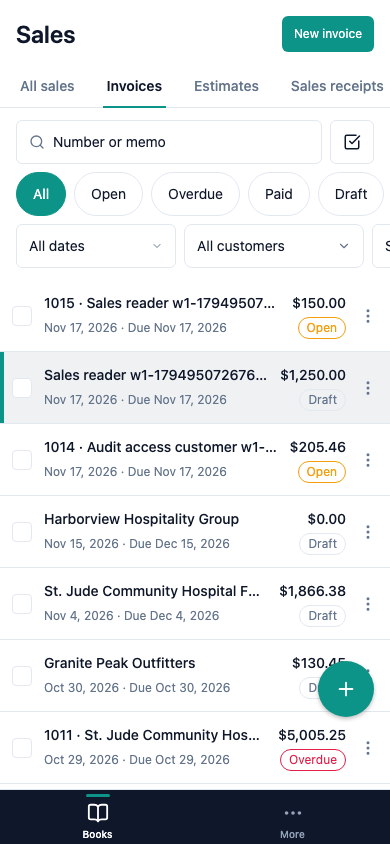 Sales
New invoice
All sales Invoices Estimates Sales receipts
Number or memo
All Open Overdue Paid Draft
All dates All customers S
1015 · Sales reader w1-17949507... $150.00
Nov 17, 2026 · Due Nov 17, 2026 Open
Sales reader w1-179495072676... $1,250.00
Nov 17, 2026 · Due Nov 17, 2026 Draft
1014 · Audit access customer w1-... $205.46
Nov 17, 2026 · Due Nov 17, 2026 Open
Harborview Hospitality Group $0.00
Nov 15, 2026 · Due Dec 15, 2026 Draft
St. Jude Community Hospital F... $1,866.38
Nov 4, 2026 · Due Dec 4, 2026 Draft
Granite Peak Outfitters $130.45
Oct 30, 2026 · Due Oct 30, 2026
1011 · St. Jude Community Hos... $5,005.25
Oct 29, 2026 · Due Oct 29, 2026 Overdue
Books More